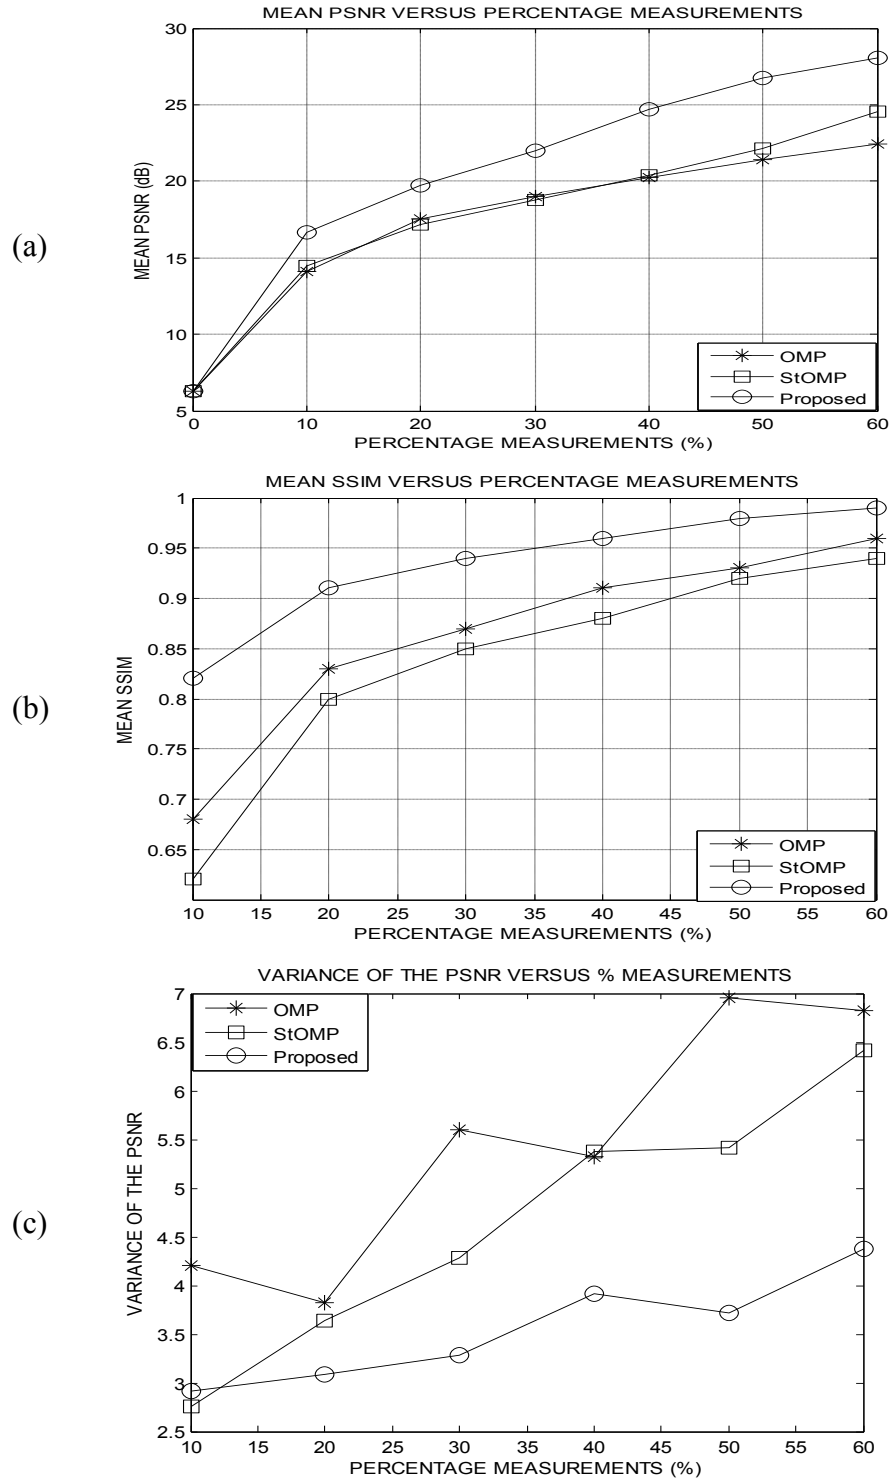 MEAN PSNR VERSUS PERCENTAGE MEASUREMENTS
30
25
20
15
10
5
MEAN PSNR (dB)
(a)
OMP
StOMP
Proposed
0 10 20 30 40 50 60
PERCENTAGE MEASUREMENTS (%)
MEAN SSIM VERSUS PERCENTAGE MEASUREMENTS
1
0.95
0.9
0.85
0.8
0.75
0.7
0.65
MEAN SSIM
(b)
OMP
StOMP
Proposed
10 15 20 25 30 35 40 45 50 55 60
PERCENTAGE MEASUREMENTS (%)
VARIANCE OF THE PSNR VERSUS % MEASUREMENTS
7
6.5
6
5.5
5
4.5
4
3.5
3
2.5
VARIANCE OF THE PSNR
(c)
OMP
StOMP
Proposed
10 15 20 25 30 35 40 45 50 55 60
PERCENTAGE MEASUREMENTS (%)